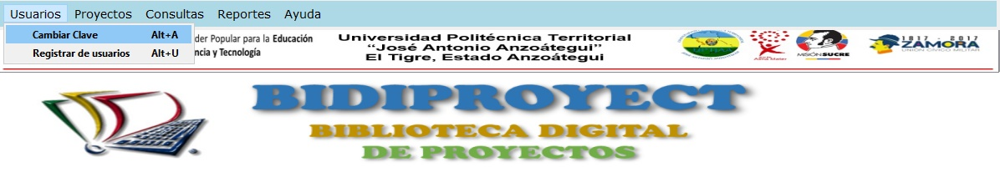 Usuarios Proyectos Consultas Reportes Ayuda
Cambiar Clave Alt+A
Registrar de usuarios Alt+U
der Popular para la Educación
ncia y Tecnología
Universidad Politécnica Territorial
“José Antonio Anzoátegui”
El Tigre, Estado Anzoátegui
Alma Mater
MISIÓN SUCRE
1817 - 2017
ZAMORA
UNIÓN CÍVICO MILITAR
BIDIPROYECT
BIBLIOTECA DIGITAL
DE PROYECTOS